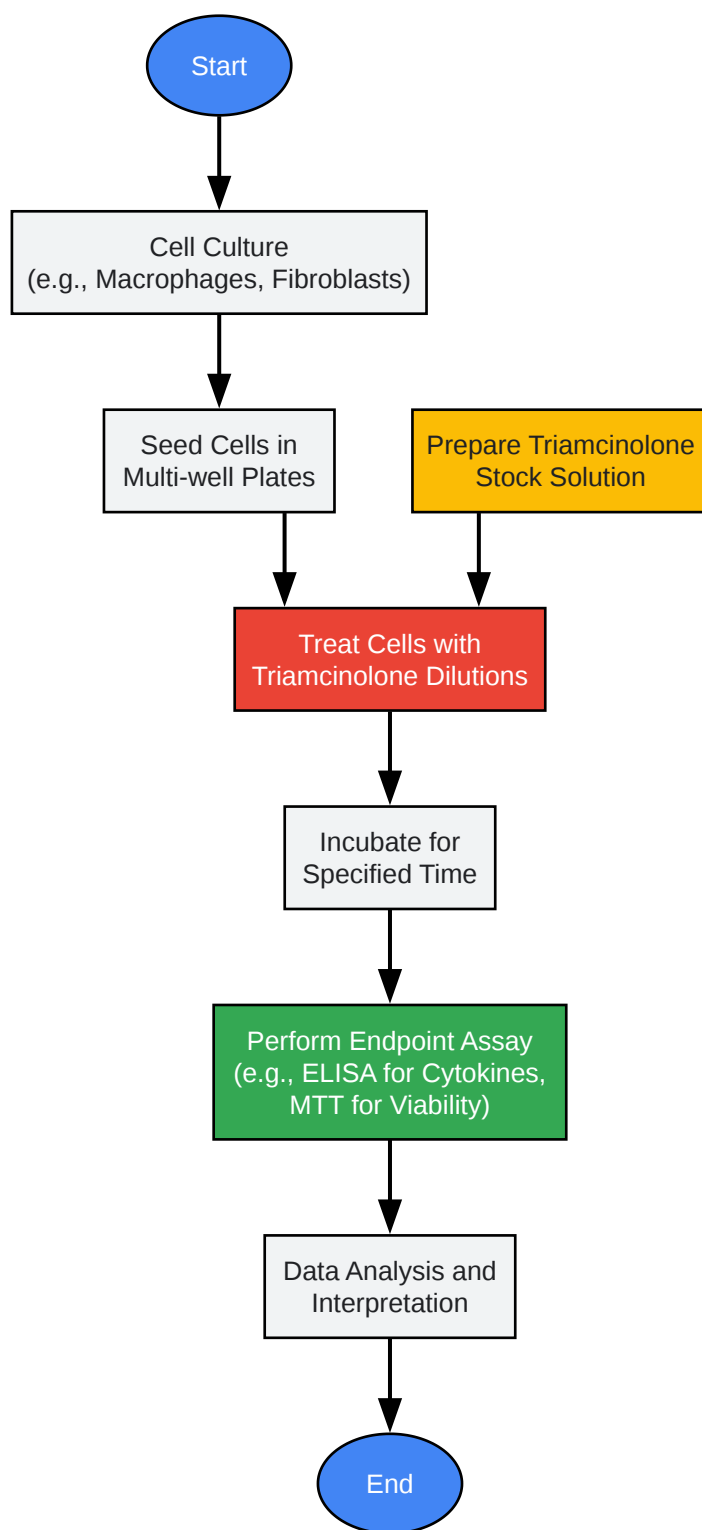 Start
Cell Culture
(e.g., Macrophages, Fibroblasts)
Seed Cells in
Multi-well Plates
Prepare Triamcinolone
Stock Solution
Treat Cells with
Triamcinolone Dilutions
Incubate for
Specified Time
Perform Endpoint Assay
(e.g., ELISA for Cytokines,
MTT for Viability)
Data Analysis and
Interpretation
End